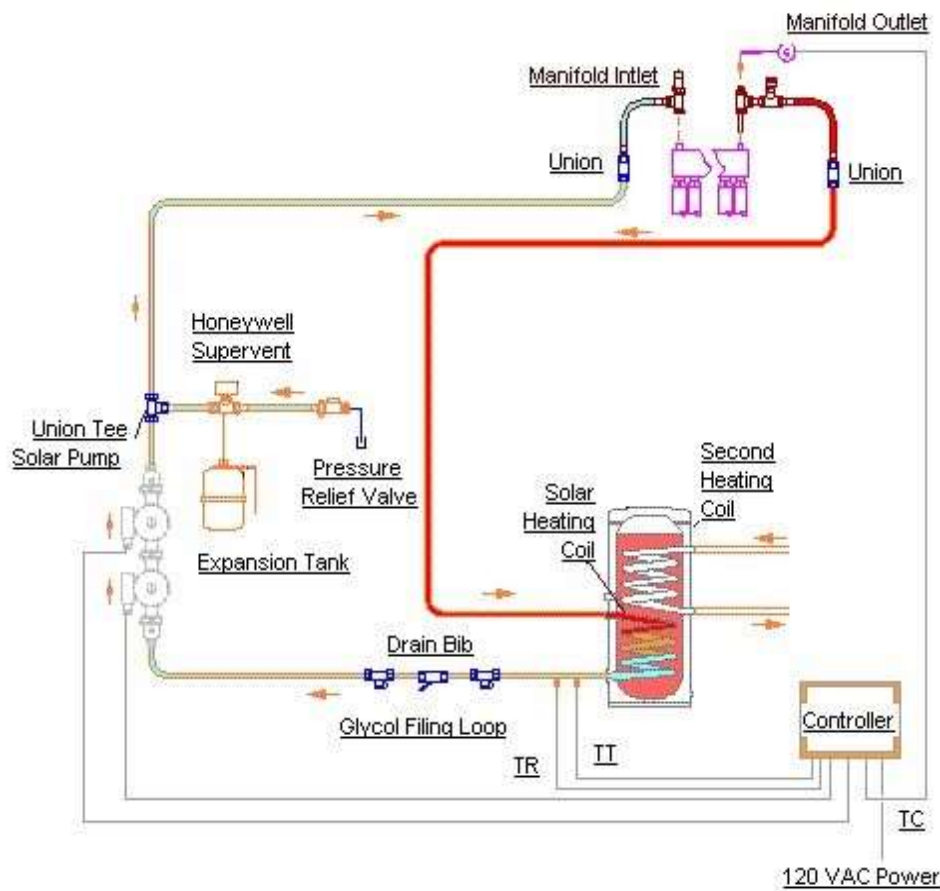 Manifold Outlet
Manifold Intlet
Union
Union
Honeywell
Supervent
Union Tee
Solar Pump
Pressure
Relief Valve
Expansion Tank
Second
Heating
Coil
Solar
Heating
Coil
Drain Bib
Glycol Filing Loop
Controller
TR
TT
TC
120 VAC Power